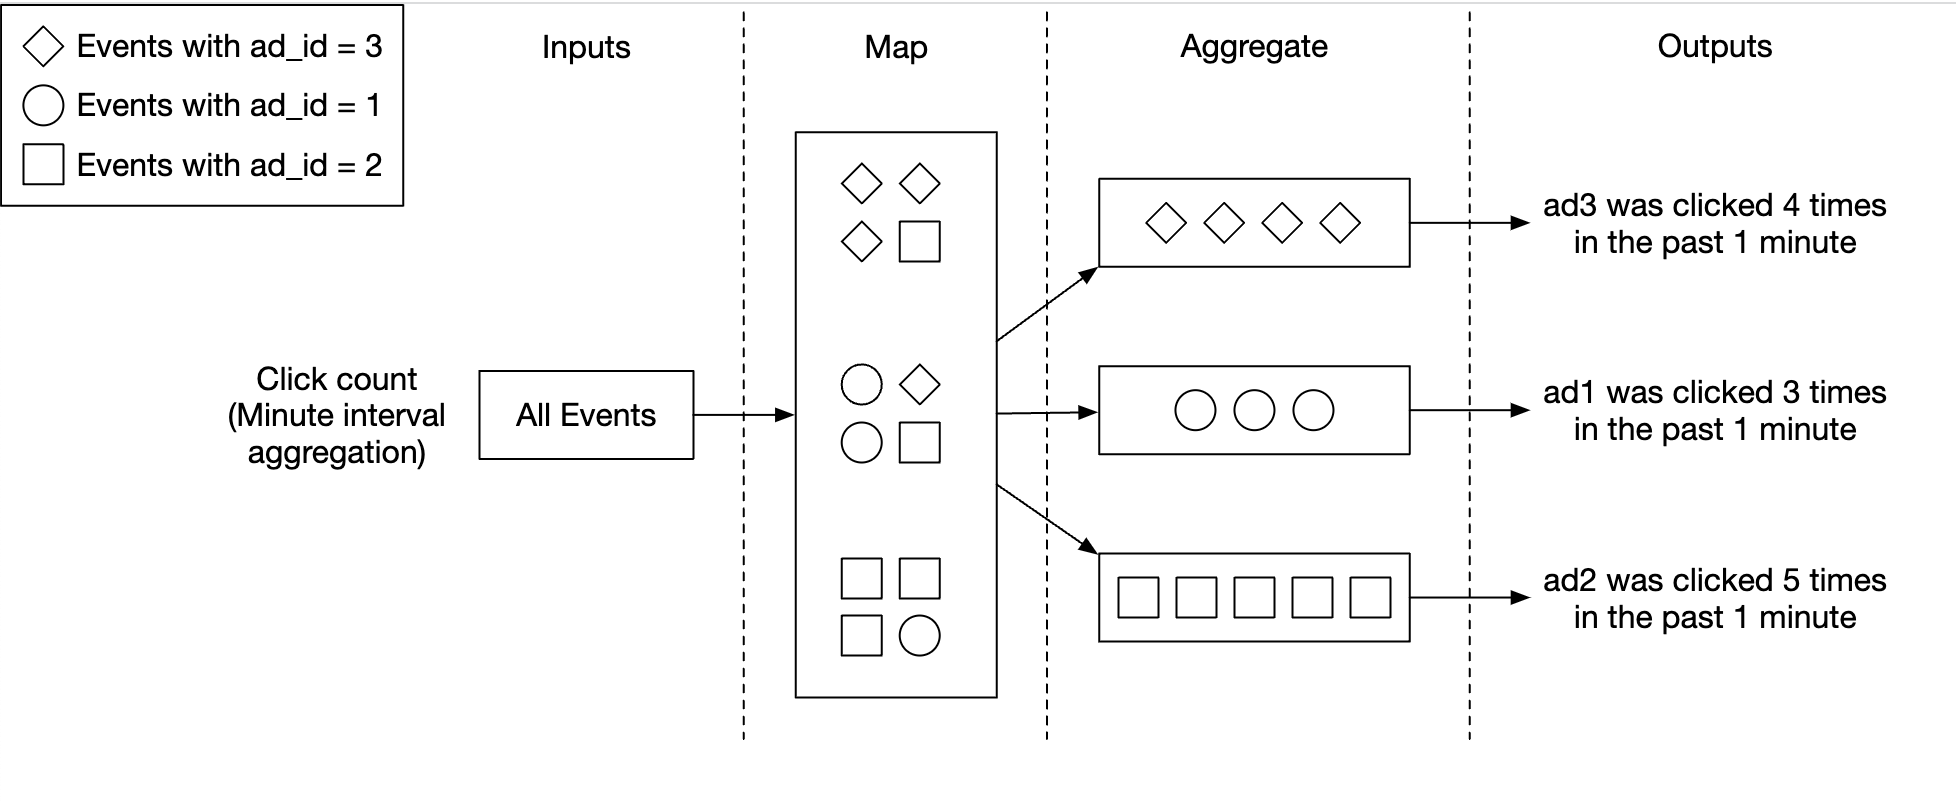 Events with ad_id = 3
Events with ad_id = 1
Events with ad_id = 2
Inputs
Map
Aggregate
Outputs
Click count
(Minute interval
aggregation)
All Events
ad3 was clicked 4 times
in the past 1 minute
ad1 was clicked 3 times
in the past 1 minute
ad2 was clicked 5 times
in the past 1 minute